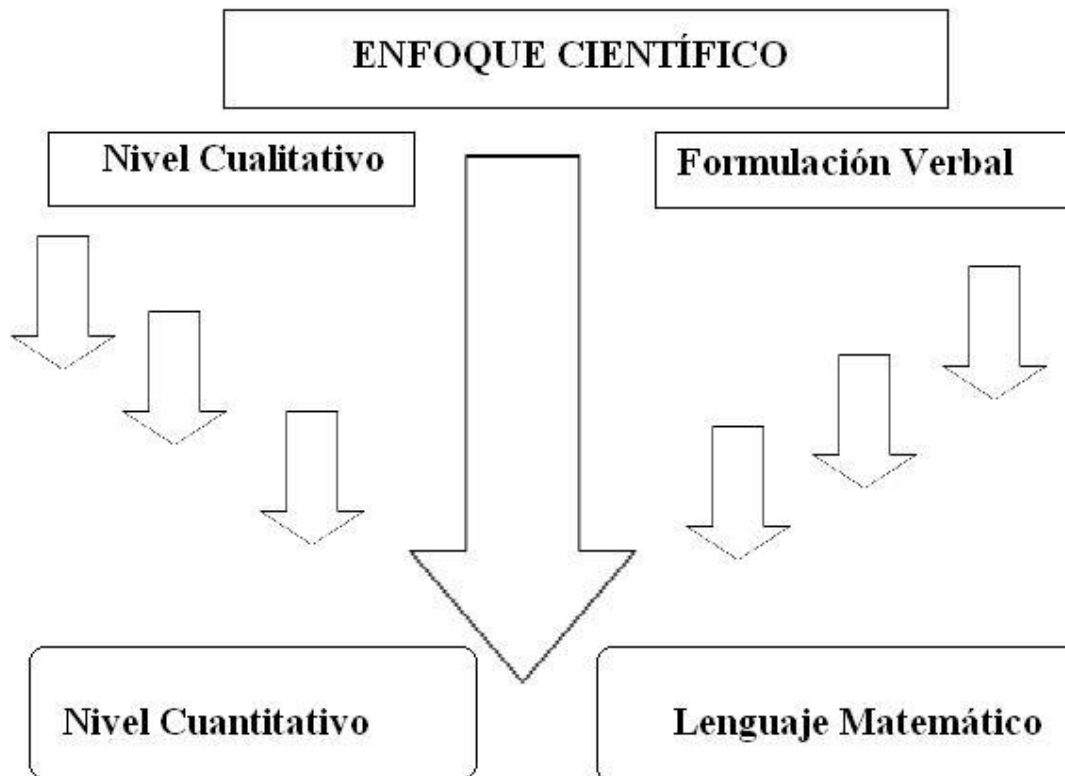 ENFOQUE CIENTÍFICO
Nivel Cualitativo
Formulación Verbal
Nivel Cuantitativo
Lenguaje Matemático